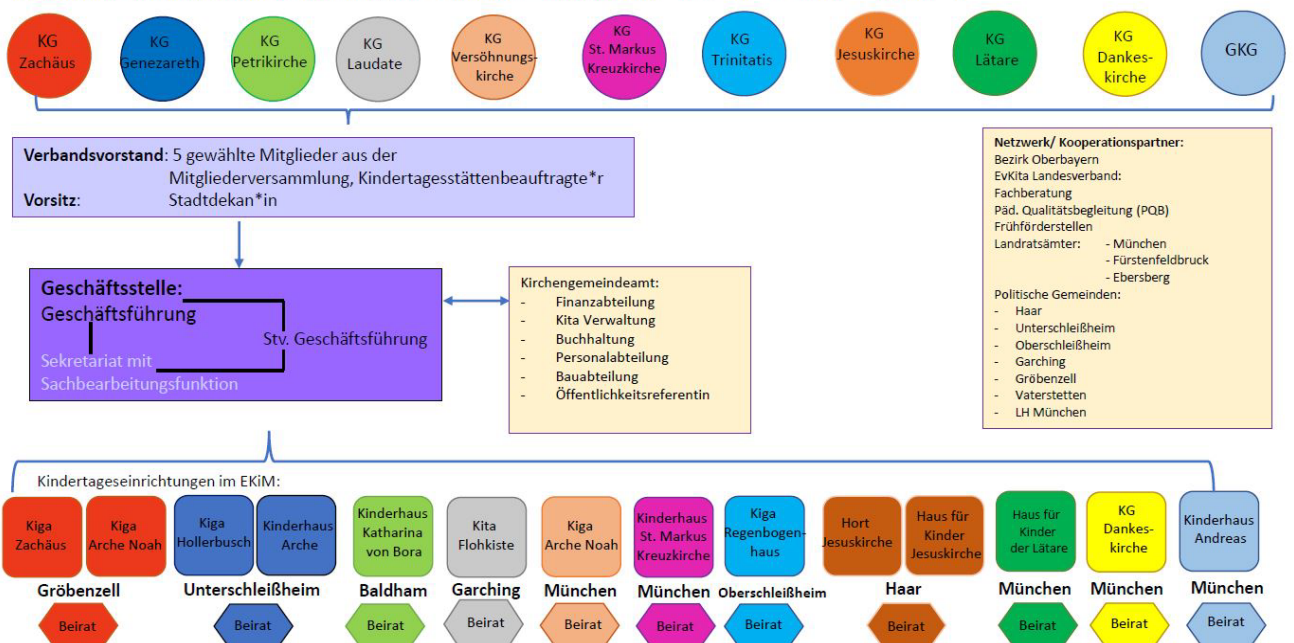 KG
Zachäus
KG
Genezareth
KG
Petrikirche
KG
Laudate
KG
Versöhnungs-
kirche
KG
St. Markus
Kreuzkirche
KG
Trinitatis
KG
Jesuskirche
KG
Lätare
KG
Dankes-
kirche
GKG
Verbandsvorstand: 5 gewählte Mitglieder aus der
Mitgliederversammlung, Kindertagesstättenbeauftragte*r
Vorsitz: Stadtdekan*in
Netzwerk/ Kooperationspartner:
Bezirk Oberbayern
EvKita Landesverband:
Fachberatung
Päd. Qualitätsbegleitung (PQB)
Frühförderstellen
Landratsämter: - München
- Fürstenfeldbruck
- Ebersberg
Politische Gemeinden:
- Haar
- Unterschleißheim
- Oberschleißheim
- Garching
- Gröbenzell
- Vaterstetten
- LH München
Geschäftsstelle:
Geschäftsführung
Stv. Geschäftsführung
Sekretariat mit
Sachbearbeitungsfunktion
Kirchengemeindeamt:
- Finanzabteilung
- Kita Verwaltung
- Buchhaltung
- Personalabteilung
- Bauabteilung
- Öffentlichkeitsreferentin
Kindertageseinrichtungen im EKiM:
Kiga
Zachäus
Kiga
Arche Noah
Kiga
Hollerbusch
Kinderhaus
Arche
Kinderhaus
Katharina
von Bora
Kita
Flohkiste
Kiga
Arche Noah
Kinderhaus
St. Markus
Kreuzkirche
Kiga
Regenbogen-
haus
Hort
Jesuskirche
Haus für
Kinder
Jesuskirche
Haus für
Kinder
der Lätare
KG
Dankes-
kirche
Kinderhaus
Andreas
Gröbenzell
Unterschleißheim
Baldham
Garching
München
München
Oberschleißheim
Haar
München
München
München
Beirat
Beirat
Beirat
Beirat
Beirat
Beirat
Beirat
Beirat
Beirat
Beirat
Beirat